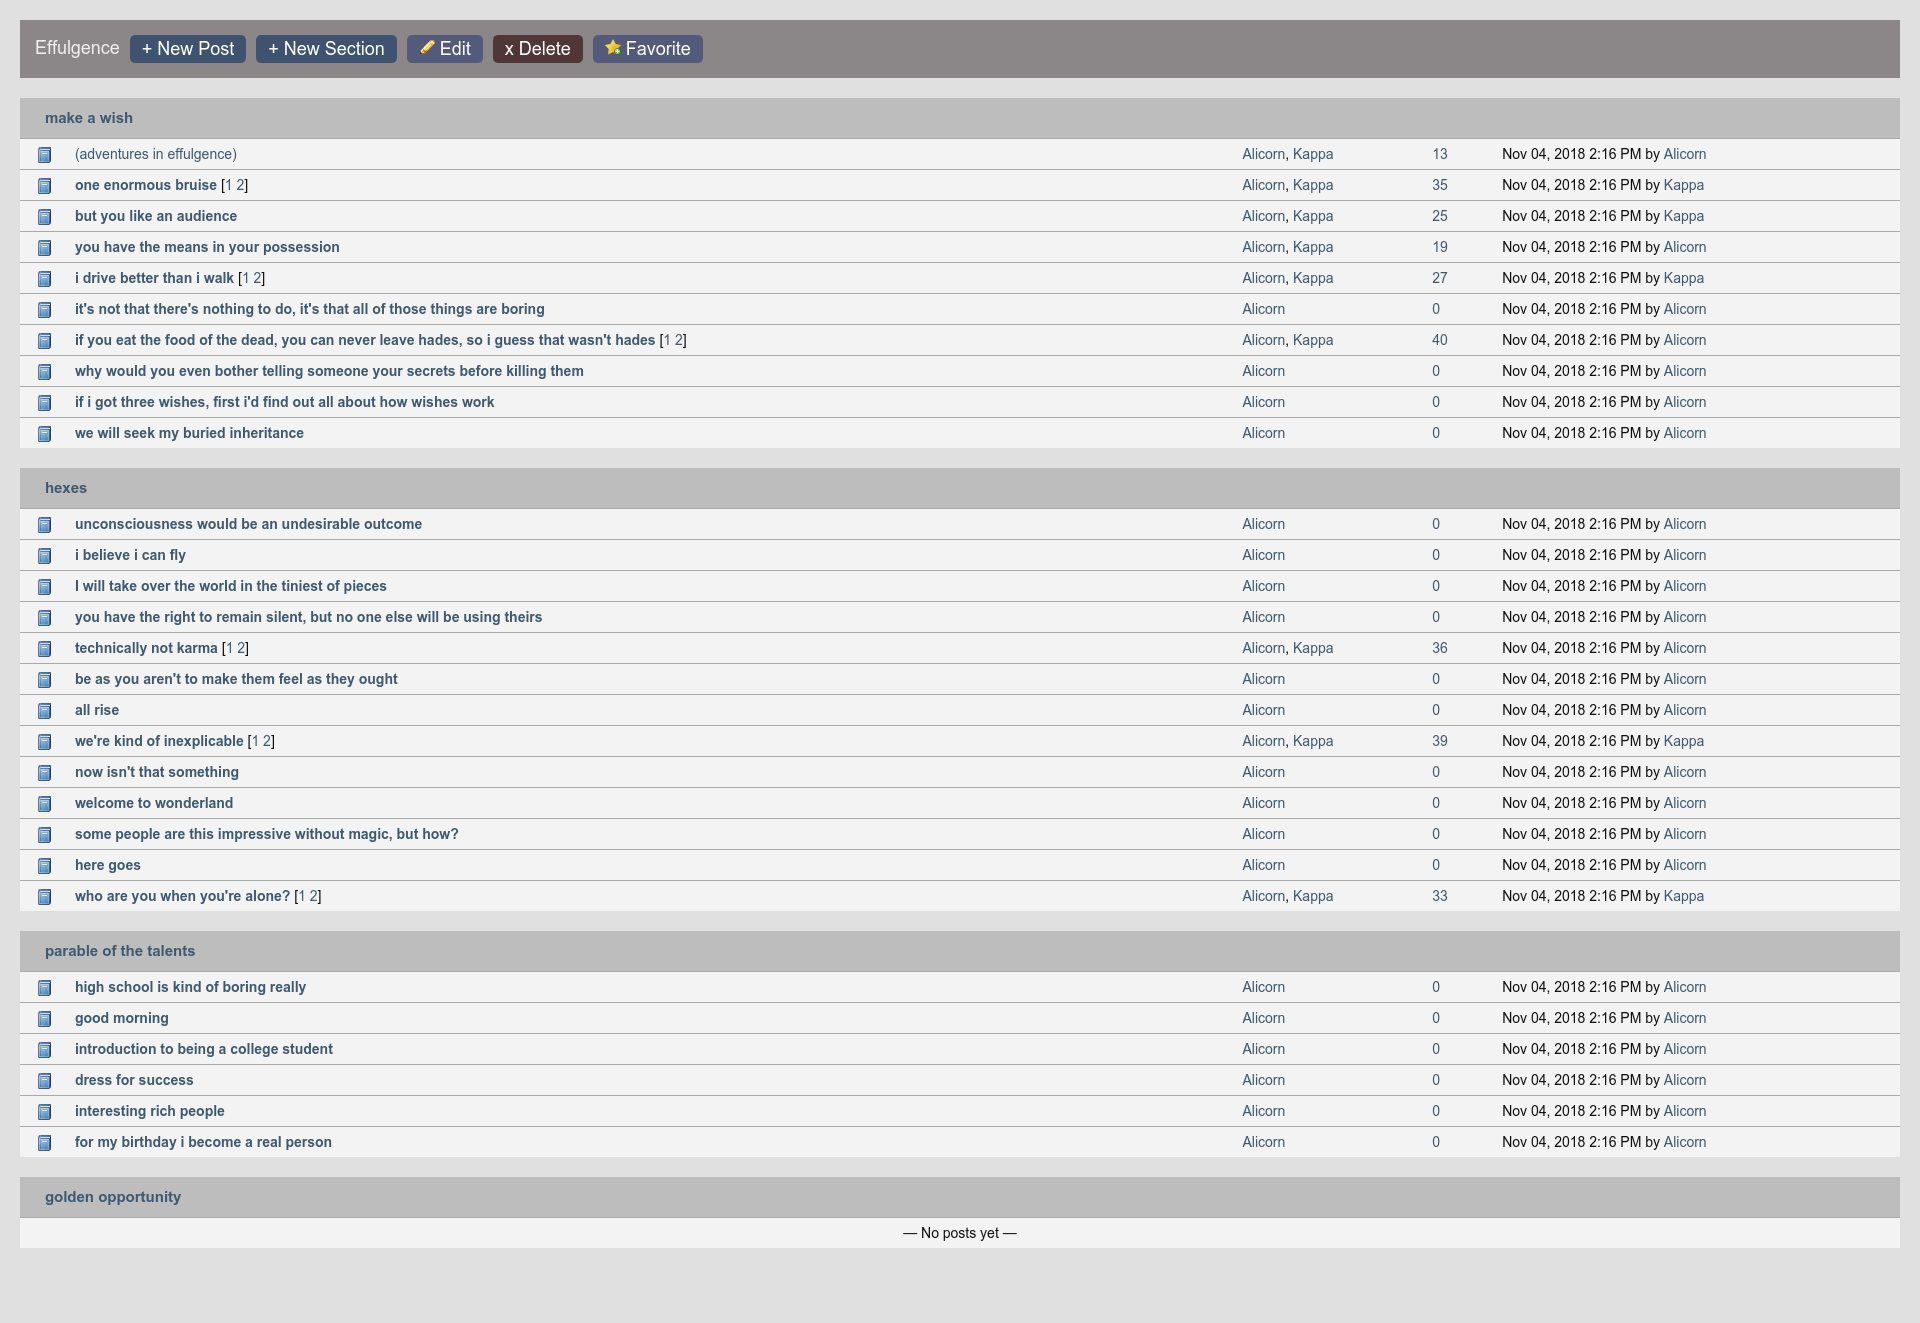 Effulgence + New Post + New Section Edit x Delete Favorite
make a wish
(adventures in effulgence) Alicorn, Kappa 13 Nov 04, 2018 2:16 PM by Alicorn
one enormous bruise [1 2] Alicorn, Kappa 35 Nov 04, 2018 2:16 PM by Kappa
but you like an audience Alicorn, Kappa 25 Nov 04, 2018 2:16 PM by Kappa
you have the means in your possession Alicorn, Kappa 19 Nov 04, 2018 2:16 PM by Alicorn
i drive better than i walk [1 2] Alicorn, Kappa 27 Nov 04, 2018 2:16 PM by Kappa
it's not that there's nothing to do, it's that all of those things are boring Alicorn 0 Nov 04, 2018 2:16 PM by Alicorn
if you eat the food of the dead, you can never leave hades, so i guess that wasn't hades [1 2] Alicorn, Kappa 40 Nov 04, 2018 2:16 PM by Alicorn
why would you even bother telling someone your secrets before killing them Alicorn 0 Nov 04, 2018 2:16 PM by Alicorn
if i got three wishes, first i'd find out all about how wishes work Alicorn 0 Nov 04, 2018 2:16 PM by Alicorn
we will seek my buried inheritance Alicorn 0 Nov 04, 2018 2:16 PM by Alicorn
hexes
unconsciousness would be an undesirable outcome Alicorn 0 Nov 04, 2018 2:16 PM by Alicorn
i believe i can fly Alicorn 0 Nov 04, 2018 2:16 PM by Alicorn
I will take over the world in the tiniest of pieces Alicorn 0 Nov 04, 2018 2:16 PM by Alicorn
you have the right to remain silent, but no one else will be using theirs Alicorn 0 Nov 04, 2018 2:16 PM by Alicorn
technically not karma [1 2] Alicorn, Kappa 36 Nov 04, 2018 2:16 PM by Alicorn
be as you aren't to make them feel as they ought Alicorn 0 Nov 04, 2018 2:16 PM by Alicorn
all rise Alicorn 0 Nov 04, 2018 2:16 PM by Alicorn
we're kind of inexplicable [1 2] Alicorn, Kappa 39 Nov 04, 2018 2:16 PM by Kappa
now isn't that something Alicorn 0 Nov 04, 2018 2:16 PM by Alicorn
welcome to wonderland Alicorn 0 Nov 04, 2018 2:16 PM by Alicorn
some people are this impressive without magic, but how? Alicorn 0 Nov 04, 2018 2:16 PM by Alicorn
here goes Alicorn 0 Nov 04, 2018 2:16 PM by Alicorn
who are you when you're alone? [1 2] Alicorn, Kappa 33 Nov 04, 2018 2:16 PM by Kappa
parable of the talents
high school is kind of boring really Alicorn 0 Nov 04, 2018 2:16 PM by Alicorn
good morning Alicorn 0 Nov 04, 2018 2:16 PM by Alicorn
introduction to being a college student Alicorn 0 Nov 04, 2018 2:16 PM by Alicorn
dress for success Alicorn 0 Nov 04, 2018 2:16 PM by Alicorn
interesting rich people Alicorn 0 Nov 04, 2018 2:16 PM by Alicorn
for my birthday i become a real person Alicorn 0 Nov 04, 2018 2:16 PM by Alicorn
golden opportunity
— No posts yet —